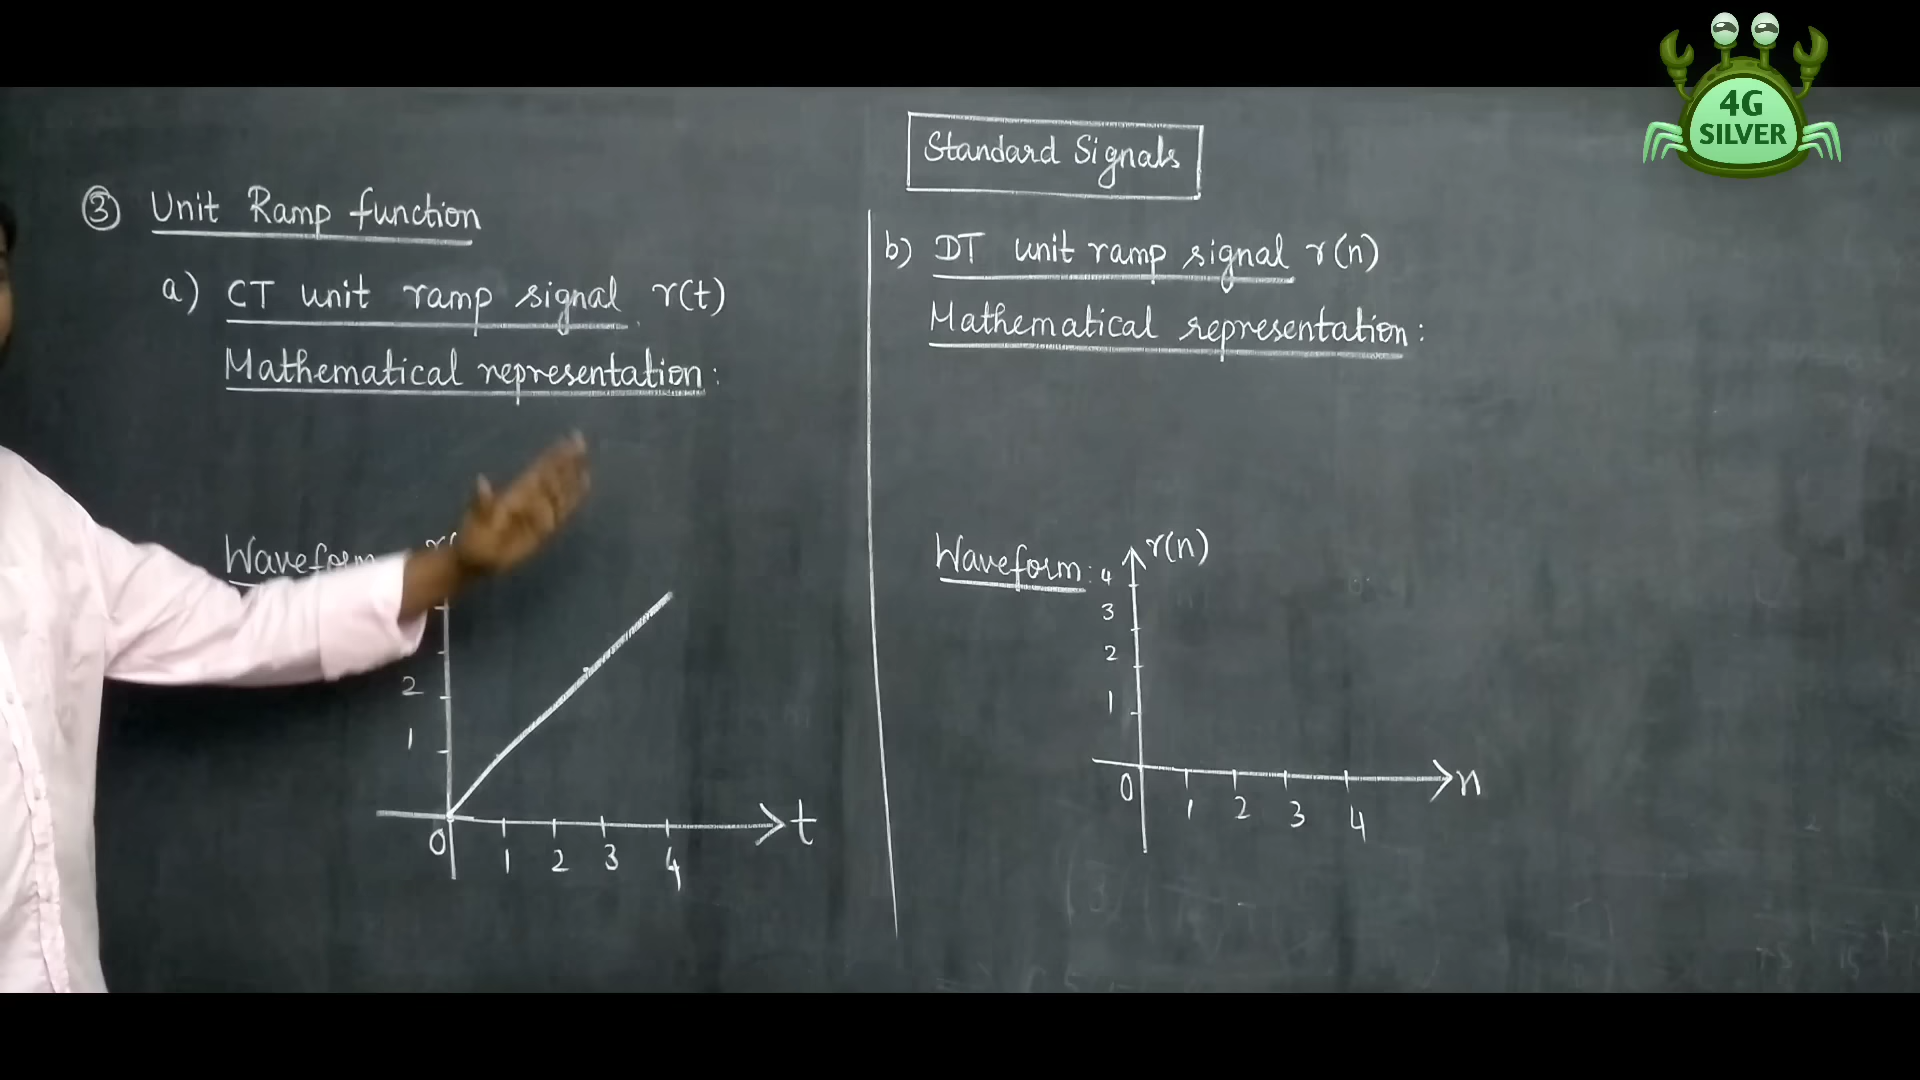 4G
SILVER
Standard Signals
③ Unit Ramp function
a) CT unit ramp signal r(t)
Mathematical representation:
2
1
0
1 2 3 4
t
b) DT unit ramp signal r(n)
Mathematical representation:
Waveform:
r(n)
4
3
2
1
0
1 2 3 4
n